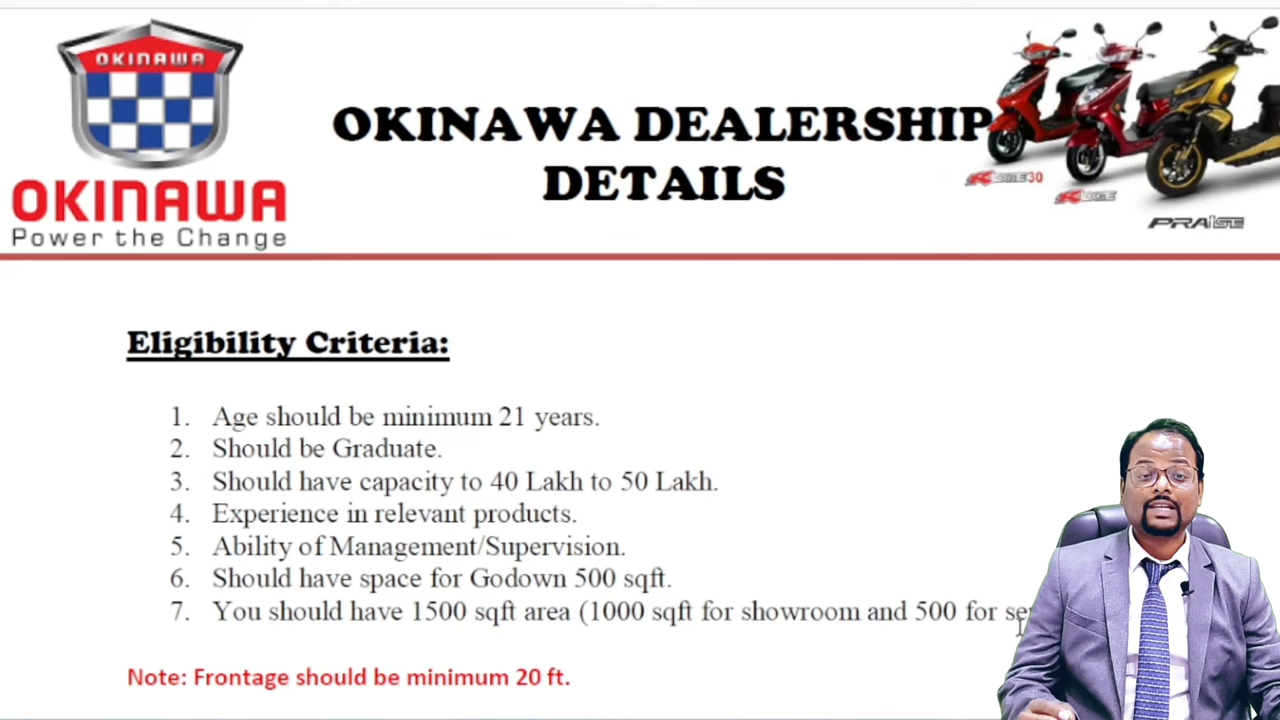 OKINAWA
OKINAWA
Power the Change
OKINAWA DEALERSHIP
DETAILS
RIDGE30
RIDGE
PRAISE
Eligibility Criteria:
1. Age should be minimum 21 years.
2. Should be Graduate.
3. Should have capacity to 40 Lakh to 50 Lakh.
4. Experience in relevant products.
5. Ability of Management/Supervision.
6. Should have space for Godown 500 sqft.
7. You should have 1500 sqft area (1000 sqft for showroom and 500 for
Note: Frontage should be minimum 20 ft.